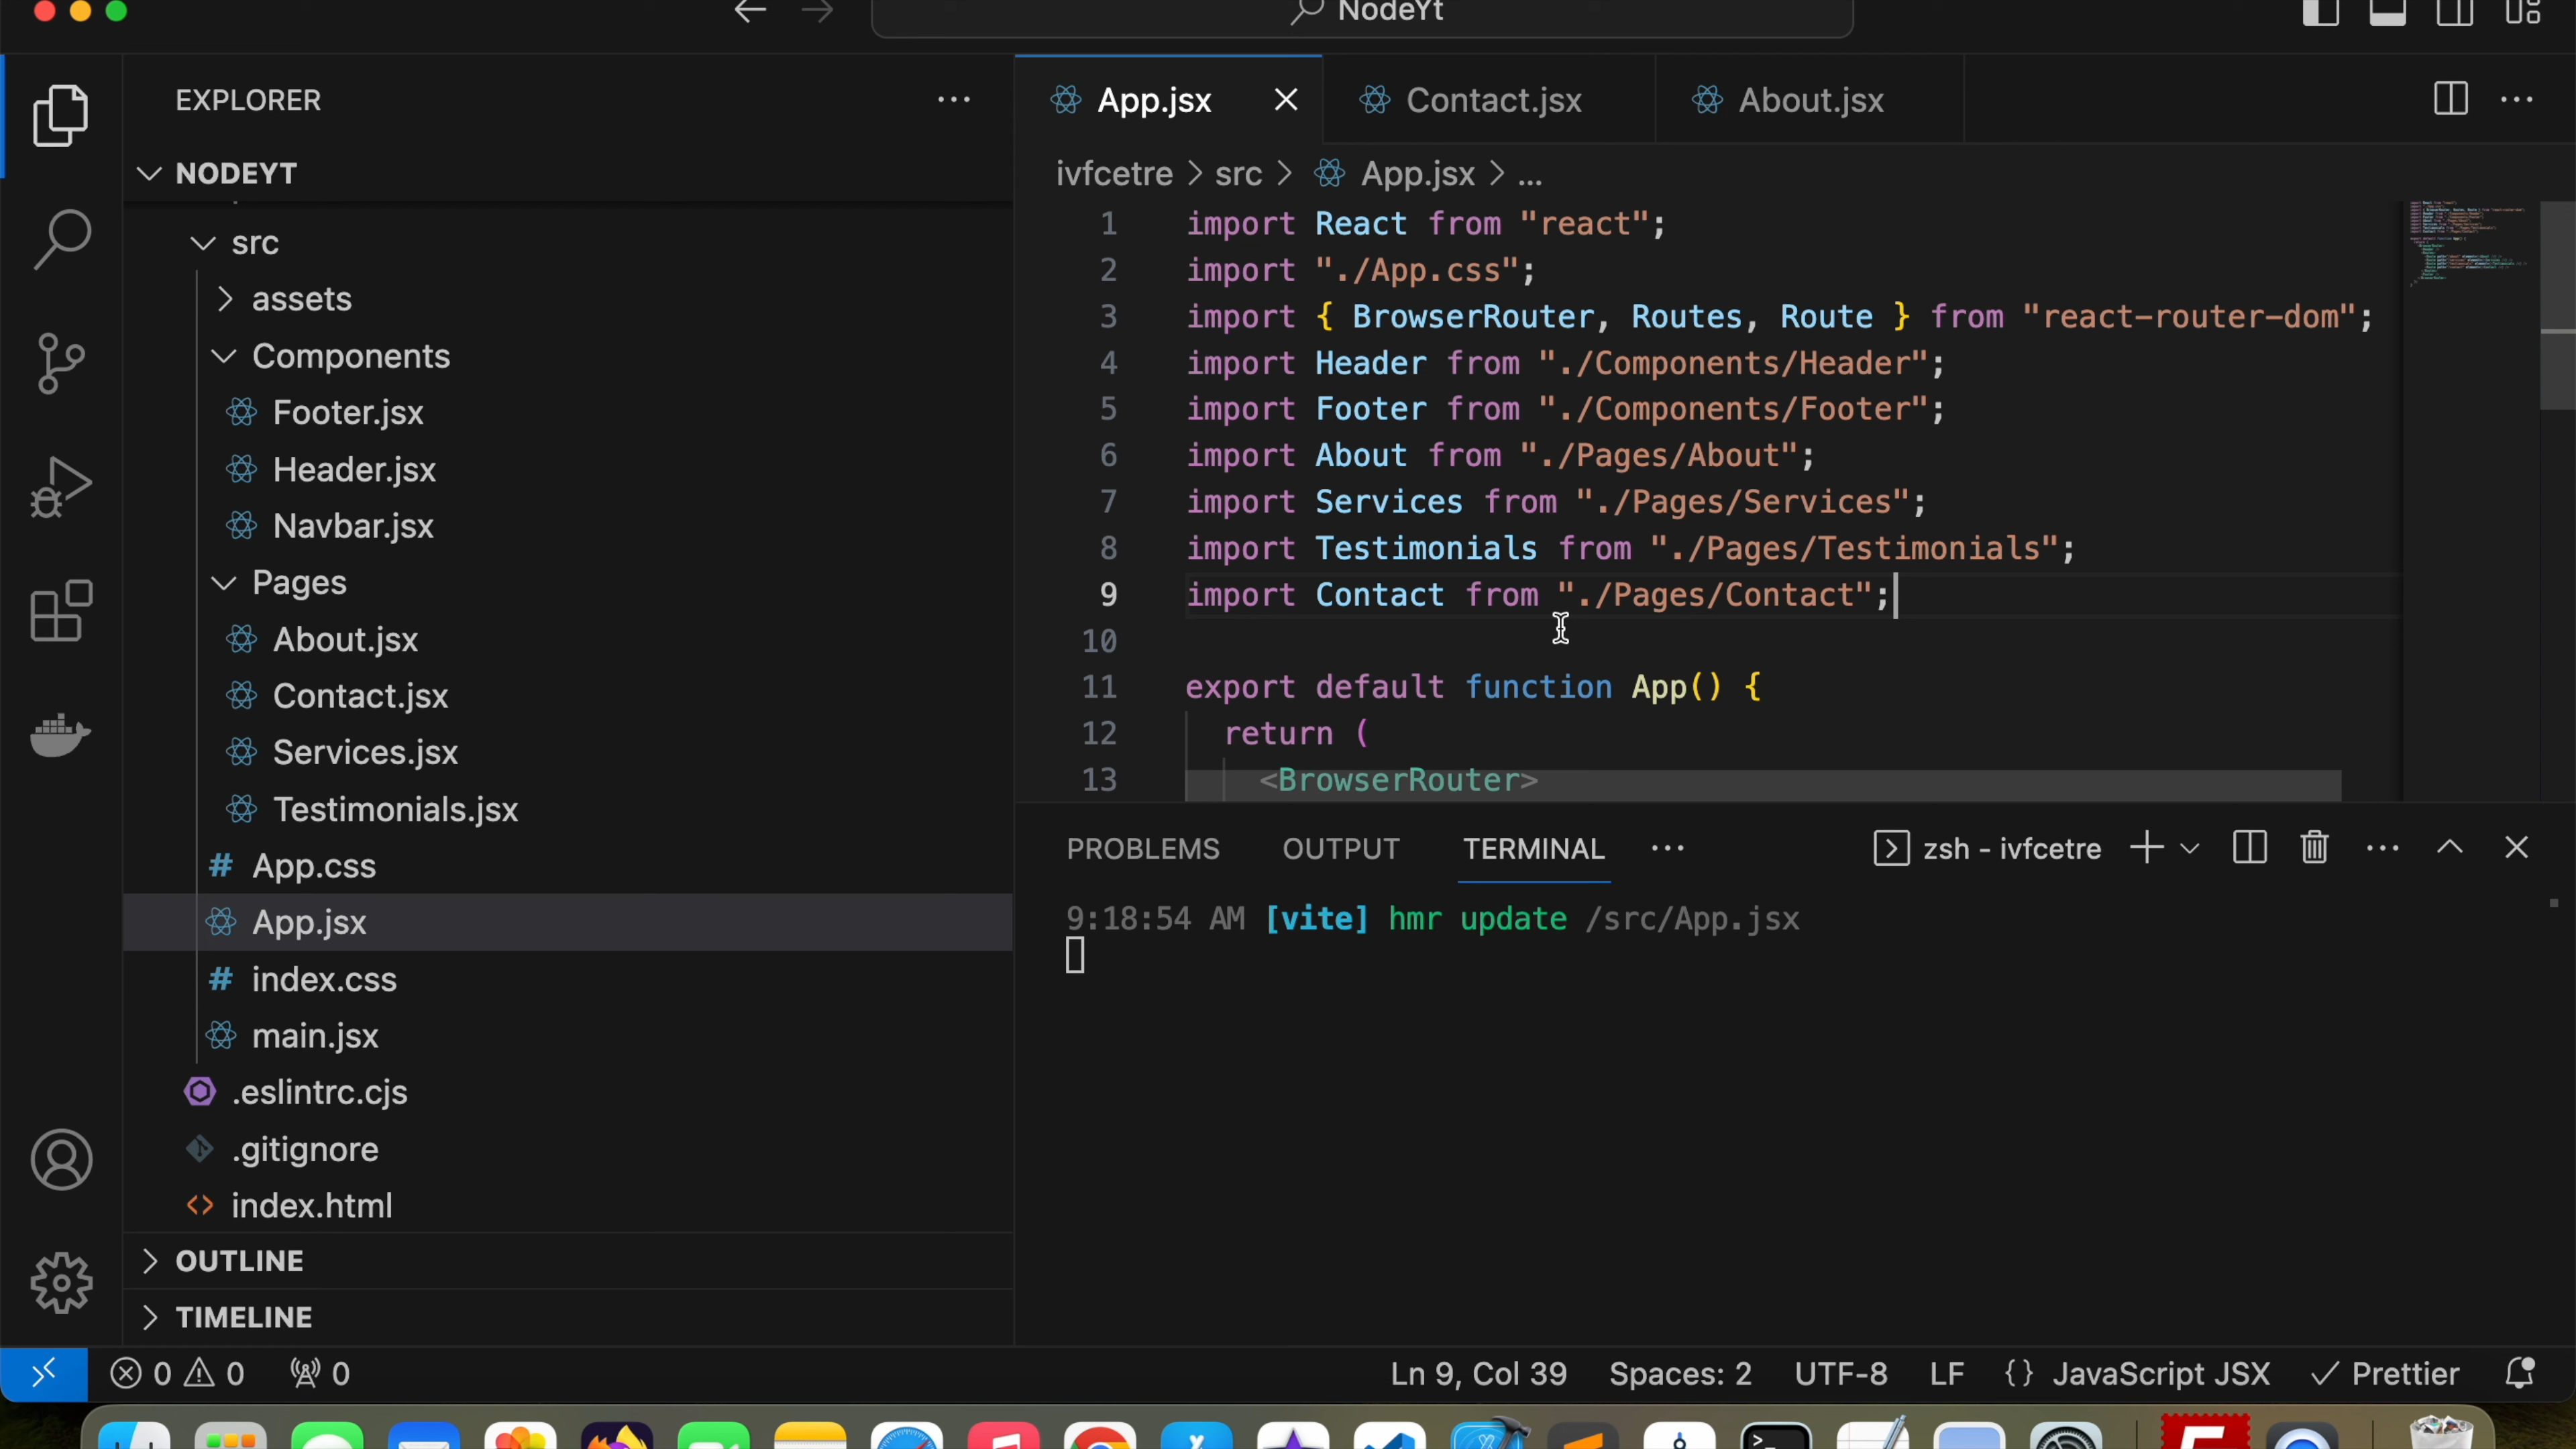 NodeYt
EXPLORER
NODEYT
src
assets
Components
Footer.jsx
Header.jsx
Navbar.jsx
Pages
About.jsx
Contact.jsx
Services.jsx
Testimonials.jsx
App.css
App.jsx
index.css
main.jsx
.eslintrc.cjs
.gitignore
index.html
OUTLINE
TIMELINE
App.jsx
Contact.jsx
About.jsx
ivfcetre > src > App.jsx > ...
1 import React from "react";
2 import "./App.css";
3 import { BrowserRouter, Routes, Route } from "react-router-dom";
4 import Header from "./Components/Header";
5 import Footer from "./Components/Footer";
6 import About from "./Pages/About";
7 import Services from "./Pages/Services";
8 import Testimonials from "./Pages/Testimonials";
9 import Contact from "./Pages/Contact";
10
11 export default function App() {
12 return (
13 <BrowserRouter>
PROBLEMS OUTPUT TERMINAL ... zsh - ivfcetre
9:18:54 AM [vite] hmr update /src/App.jsx
0 0 0 Ln 9, Col 39 Spaces: 2 UTF-8 LF {} JavaScript JSX Prettier